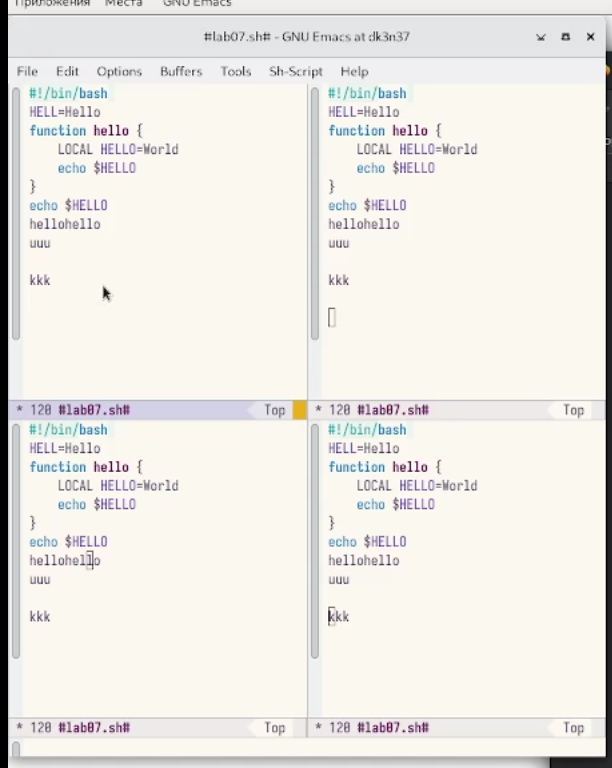 Приложения Места GNU Emacs
#lab07.sh# - GNU Emacs at dk3n37
File Edit Options Buffers Tools Sh-Script Help
#!/bin/bash
HELL=Hello
function hello {
    LOCAL HELLO=World
    echo $HELLO
}
echo $HELLO
hellohello
uuu
kkk
* 120 #lab07.sh# Top
#!/bin/bash
HELL=Hello
function hello {
    LOCAL HELLO=World
    echo $HELLO
}
echo $HELLO
hellohello
uuu
kkk
* 120 #lab07.sh# Top
#!/bin/bash
HELL=Hello
function hello {
    LOCAL HELLO=World
    echo $HELLO
}
echo $HELLO
hellohello
uuu
kkk
* 120 #lab07.sh# Top
#!/bin/bash
HELL=Hello
function hello {
    LOCAL HELLO=World
    echo $HELLO
}
echo $HELLO
hellohello
uuu
kkk
* 120 #lab07.sh# Top